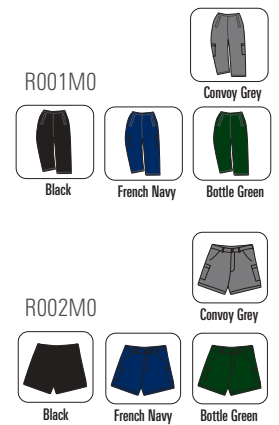 R001M0
Convoy Grey
Black
French Navy
Bottle Green
R002M0
Convoy Grey
Black
French Navy
Bottle Green